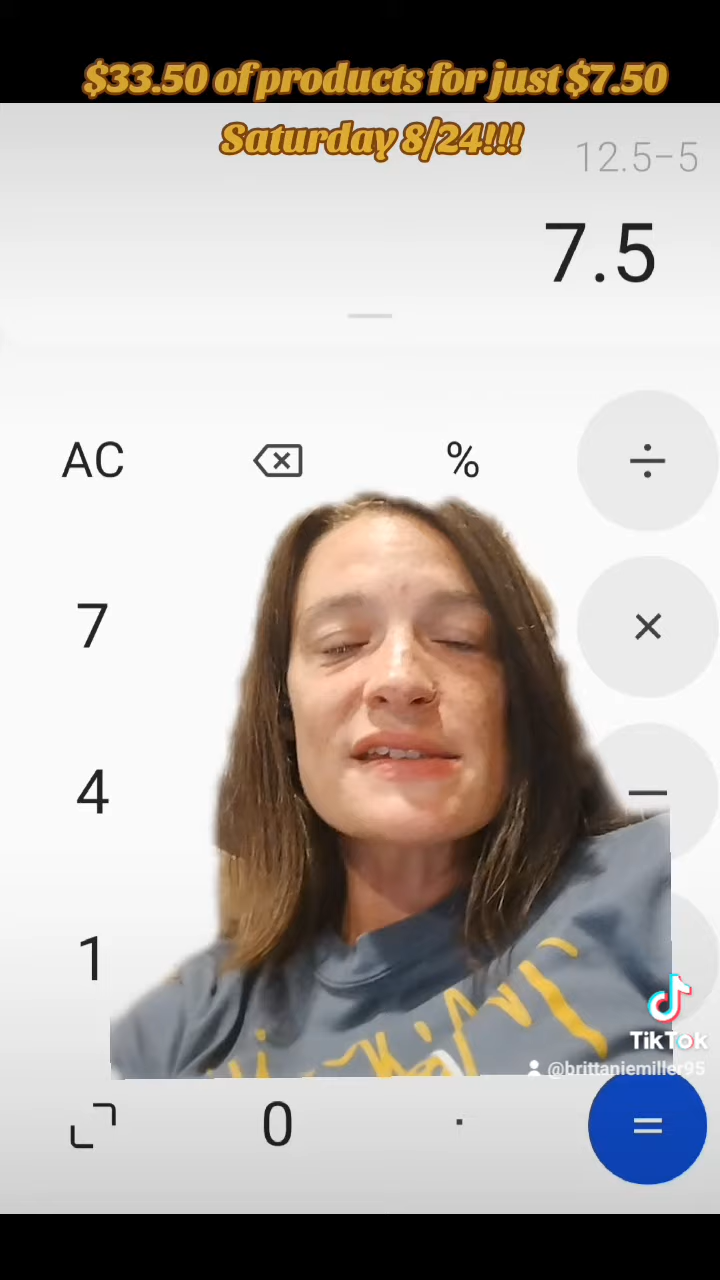 $33.50 of products for just $7.50
Saturday 8/24!!!
12.5−5
7.5
AC
%
÷
7
×
4
−
1
TikTok
@brittaniemiller95
0
.
=